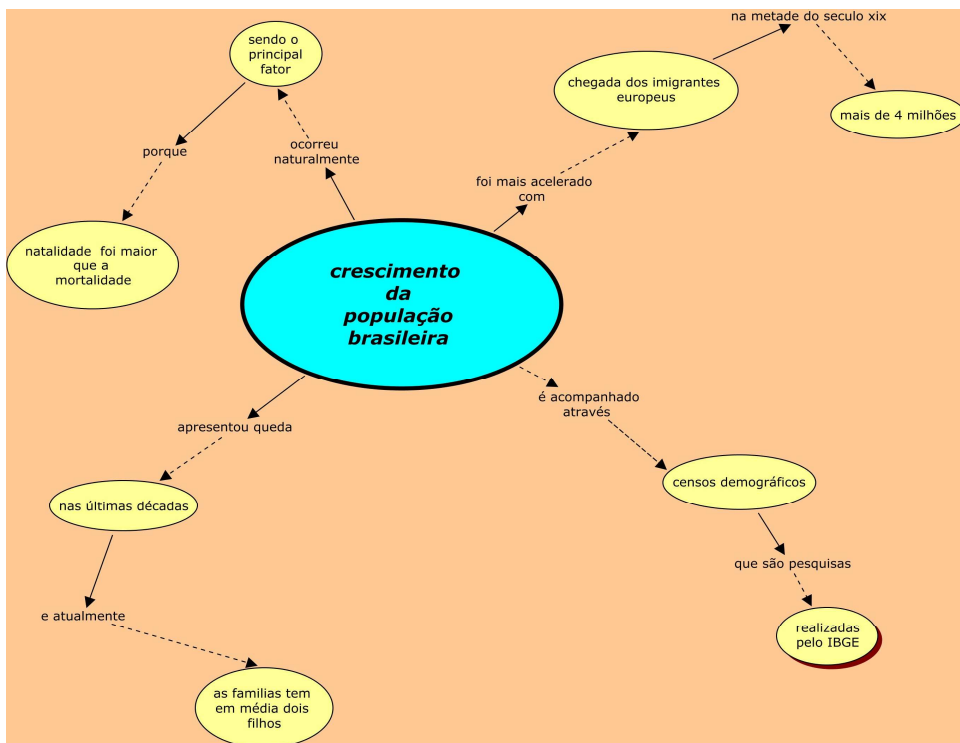 na metade do seculo xix
sendo o
principal
fator
chegada dos imigrantes
europeus
mais de 4 milhões
porque
ocorreu
naturalmente
foi mais acelerado
com
natalidade foi maior
que a
mortalidade
crescimento
da
população
brasileira
é acompanhado
através
apresentou queda
censos demográficos
nas últimas décadas
que são pesquisas
e atualmente
realizadas
pelo IBGE
as familias tem
em média dois
filhos